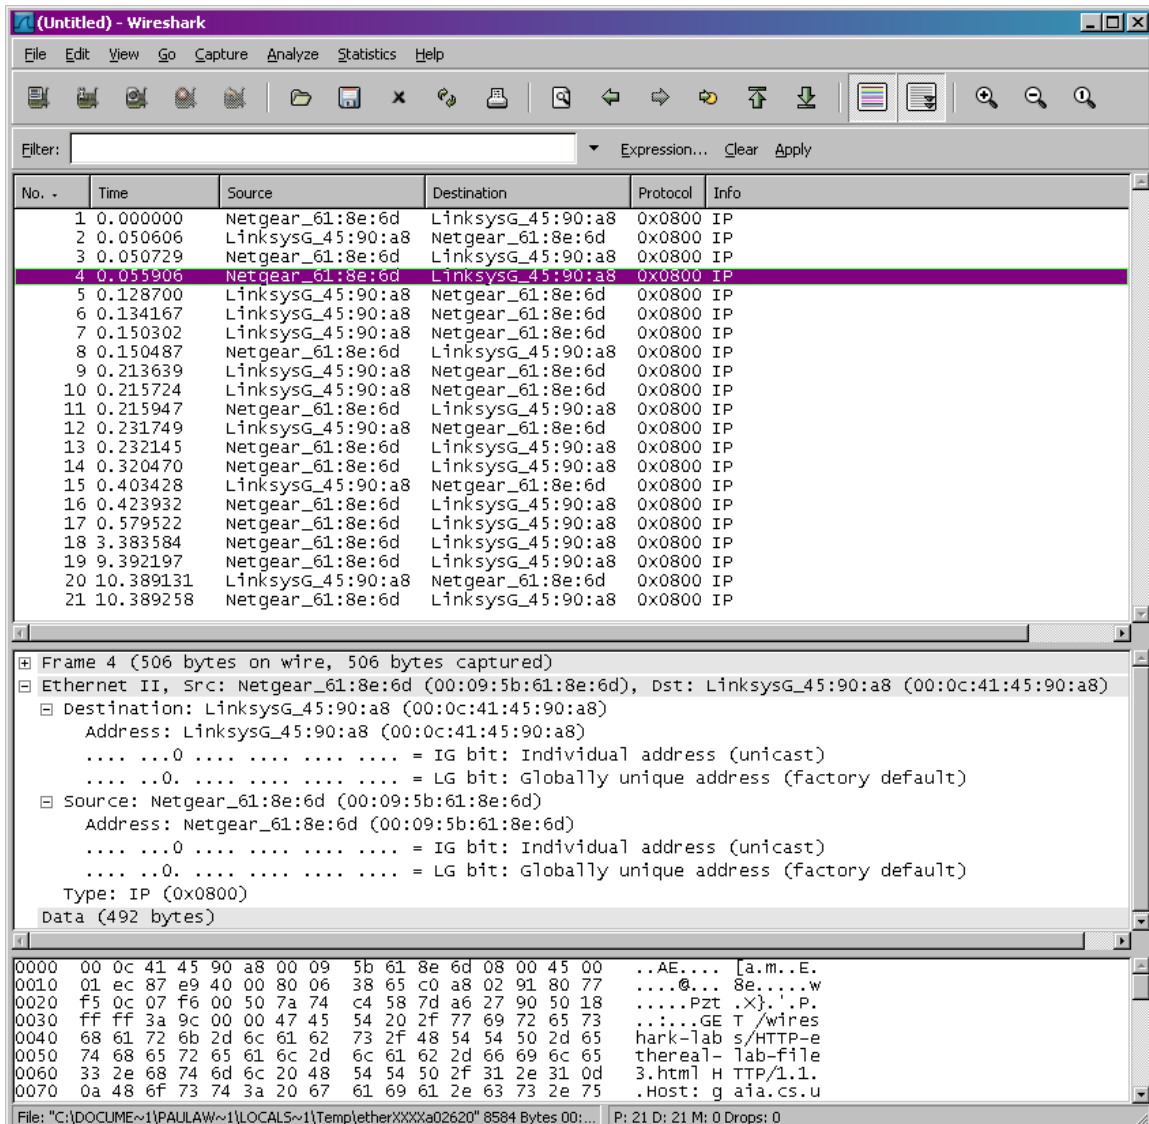 (Untitled) - Wireshark
File Edit View Go Capture Analyze Statistics Help
Filter: Expression... Clear Apply
No. Time Source Destination Protocol Info
1 0.000000 Netgear_61:8e:6d LinksysG_45:90:a8 0x0800 IP
2 0.050606 LinksysG_45:90:a8 Netgear_61:8e:6d 0x0800 IP
3 0.050729 Netgear_61:8e:6d LinksysG_45:90:a8 0x0800 IP
4 0.055906 Netgear_61:8e:6d LinksysG_45:90:a8 0x0800 IP
5 0.128700 LinksysG_45:90:a8 Netgear_61:8e:6d 0x0800 IP
6 0.134167 LinksysG_45:90:a8 Netgear_61:8e:6d 0x0800 IP
7 0.150302 LinksysG_45:90:a8 Netgear_61:8e:6d 0x0800 IP
8 0.150487 Netgear_61:8e:6d LinksysG_45:90:a8 0x0800 IP
9 0.213639 LinksysG_45:90:a8 Netgear_61:8e:6d 0x0800 IP
10 0.215724 LinksysG_45:90:a8 Netgear_61:8e:6d 0x0800 IP
11 0.215947 Netgear_61:8e:6d LinksysG_45:90:a8 0x0800 IP
12 0.231749 LinksysG_45:90:a8 Netgear_61:8e:6d 0x0800 IP
13 0.232145 Netgear_61:8e:6d LinksysG_45:90:a8 0x0800 IP
14 0.320470 Netgear_61:8e:6d LinksysG_45:90:a8 0x0800 IP
15 0.403428 LinksysG_45:90:a8 Netgear_61:8e:6d 0x0800 IP
16 0.423932 Netgear_61:8e:6d LinksysG_45:90:a8 0x0800 IP
17 0.579522 Netgear_61:8e:6d LinksysG_45:90:a8 0x0800 IP
18 3.383584 Netgear_61:8e:6d LinksysG_45:90:a8 0x0800 IP
19 9.392197 Netgear_61:8e:6d LinksysG_45:90:a8 0x0800 IP
20 10.389131 LinksysG_45:90:a8 Netgear_61:8e:6d 0x0800 IP
21 10.389258 Netgear_61:8e:6d LinksysG_45:90:a8 0x0800 IP
Frame 4 (506 bytes on wire, 506 bytes captured)
Ethernet II, Src: Netgear_61:8e:6d (00:09:5b:61:8e:6d), Dst: LinksysG_45:90:a8 (00:0c:41:45:90:a8)
Destination: LinksysG_45:90:a8 (00:0c:41:45:90:a8)
Address: LinksysG_45:90:a8 (00:0c:41:45:90:a8)
.... ...0 .... .... .... .... = IG bit: Individual address (unicast)
.... ..0. .... .... .... .... = LG bit: Globally unique address (factory default)
Source: Netgear_61:8e:6d (00:09:5b:61:8e:6d)
Address: Netgear_61:8e:6d (00:09:5b:61:8e:6d)
.... ...0 .... .... .... .... = IG bit: Individual address (unicast)
.... ..0. .... .... .... .... = LG bit: Globally unique address (factory default)
Type: IP (0x0800)
Data (492 bytes)
0000 00 0c 41 45 90 a8 00 09 5b 61 8e 6d 08 00 45 00 ..AE.... [a.m..E.
0010 01 ec 87 e9 40 00 80 06 38 65 c0 a8 02 91 80 77 ....@... 8e.....w
0020 f5 0c 07 f6 00 50 7a 74 c4 58 7d a6 27 90 50 18 .....Pzt .X}.'.P.
0030 ff ff 3a 9c 00 00 47 45 54 20 2f 77 69 72 65 73 ..:...GE T /wires
0040 68 61 72 6b 2d 6c 61 62 73 2f 48 54 54 50 2d 65 hark-lab s/HTTP-e
0050 74 68 65 72 65 61 6c 2d 6c 61 62 2d 66 69 6c 65 thereal- lab-file
0060 33 2e 68 74 6d 6c 20 48 54 54 50 2f 31 2e 31 0d 3.html H TTP/1.1.
0070 0a 48 6f 73 74 3a 20 67 61 69 61 2e 63 73 2e 75 .Host: g aia.cs.u
File: "C:\DOCUME~1\PAULAW~1\LOCALS~1\Temp\etherXXXXa02620" 8584 Bytes 00:... P: 21 D: 21 M: 0 Drops: 0